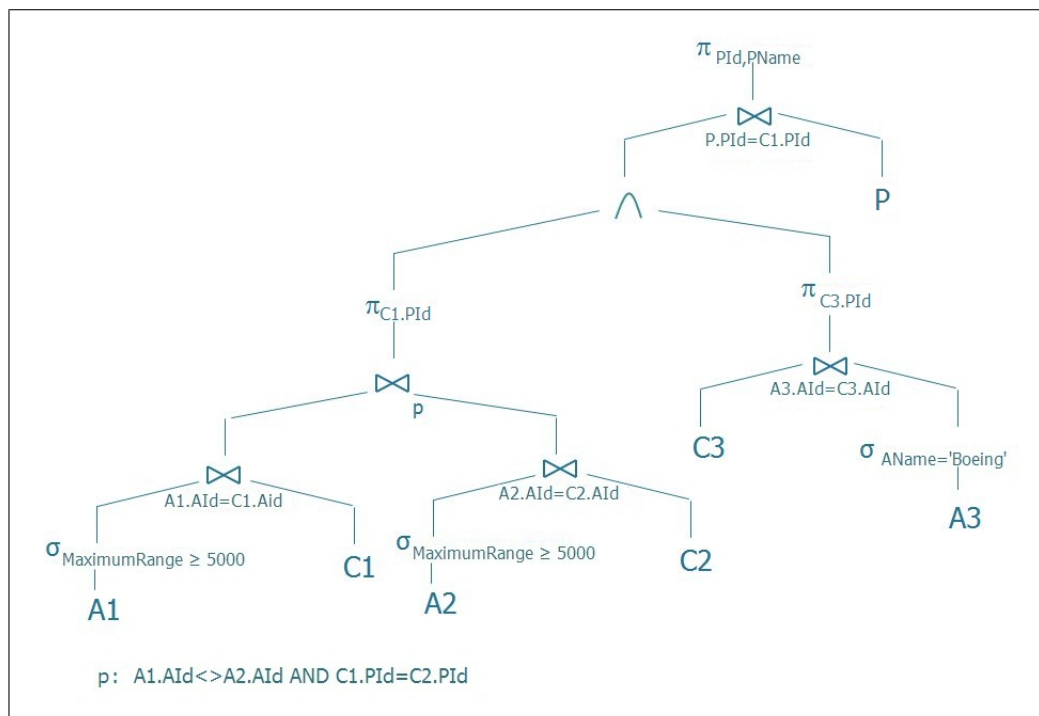 π PId,PName
⋈
P.PId=C1.PId
P
∩
π C1.PId
π C3.PId
⋈
p
⋈
A3.AId=C3.AId
C3
σ AName='Boeing'
A3
⋈
A1.AId=C1.Aid
⋈
A2.AId=C2.AId
σ MaximumRange ≥ 5000
C1
σ MaximumRange ≥ 5000
C2
A1
A2
p: A1.AId<>A2.AId AND C1.PId=C2.PId